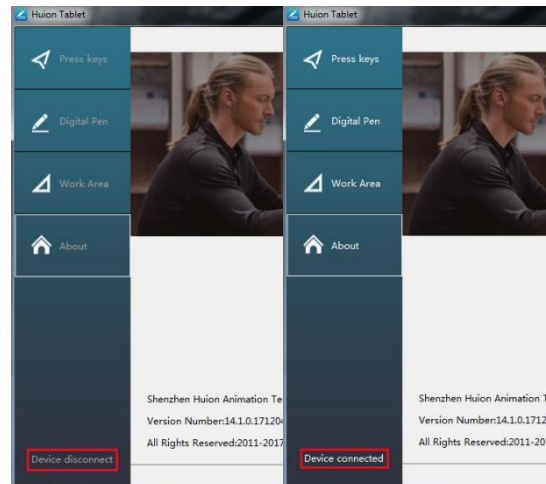 Huion Tablet
Press keys
Digital Pen
Work Area
About
Shenzhen Huion Animation Te
Version Number:14.1.0.171204
All Rights Reserved:2011-2017
Device disconnect
Huion Tablet
Press keys
Digital Pen
Work Area
About
Shenzhen Huion Animation T
Version Number:14.1.0.1712
All Rights Reserved:2011-20
Device connected